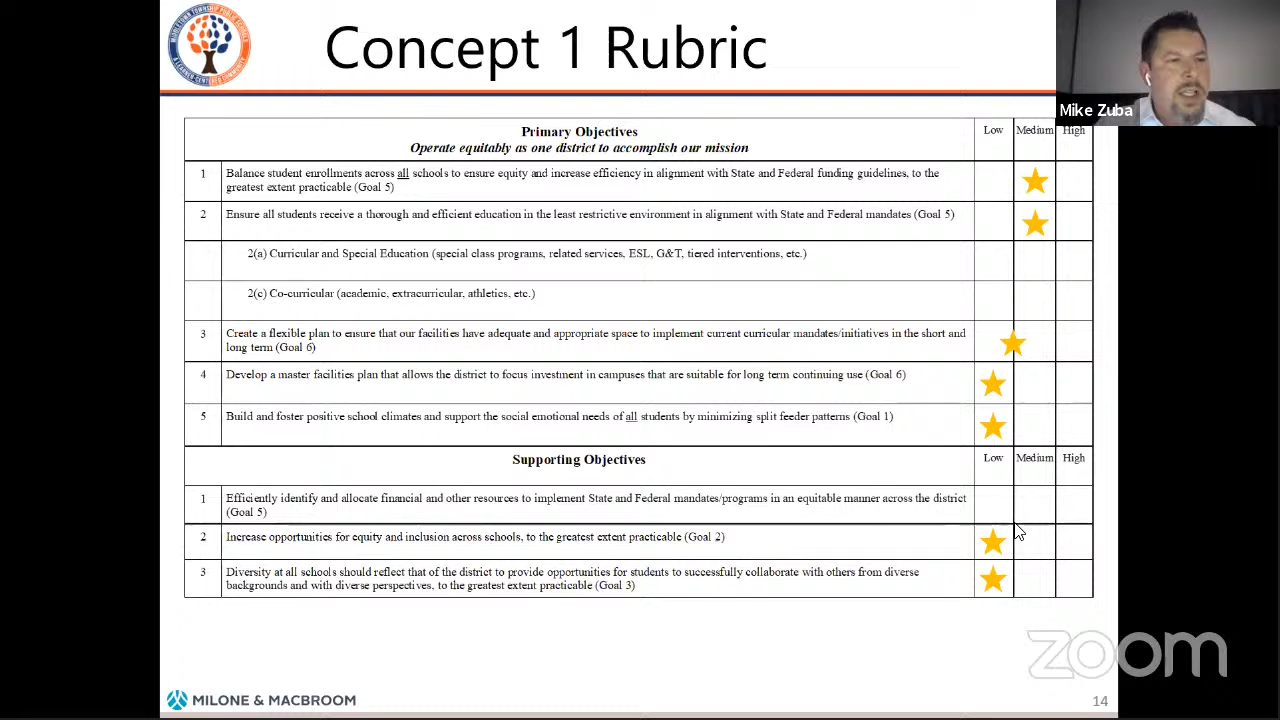 MIDDLETOWN TOWNSHIP PUBLIC SCHOOLS
A LEARNER-CENTERED COMMUNITY
Concept 1 Rubric
Mike Zuba
Primary Objectives
Operate equitably as one district to accomplish our mission
Low
Medium
High
1
Balance student enrollments across all schools to ensure equity and increase efficiency in alignment with State and Federal funding guidelines, to the
greatest extent practicable (Goal 5)
2
Ensure all students receive a thorough and efficient education in the least restrictive environment in alignment with State and Federal mandates (Goal 5)
2(a) Curricular and Special Education (special class programs, related services, ESL, G&T, tiered interventions, etc.)
2(c) Co-curricular (academic, extracurricular, athletics, etc.)
3
Create a flexible plan to ensure that our facilities have adequate and appropriate space to implement current curricular mandates/initiatives in the short and
long term (Goal 6)
4
Develop a master facilities plan that allows the district to focus investment in campuses that are suitable for long term continuing use (Goal 6)
5
Build and foster positive school climates and support the social emotional needs of all students by minimizing split feeder patterns (Goal 1)
Supporting Objectives
Low
Medium
High
1
Efficiently identify and allocate financial and other resources to implement State and Federal mandates/programs in an equitable manner across the district
(Goal 5)
2
Increase opportunities for equity and inclusion across schools, to the greatest extent practicable (Goal 2)
3
Diversity at all schools should reflect that of the district to provide opportunities for students to successfully collaborate with others from diverse
backgrounds and with diverse perspectives, to the greatest extent practicable (Goal 3)
zoom
MILONE & MACBROOM
14